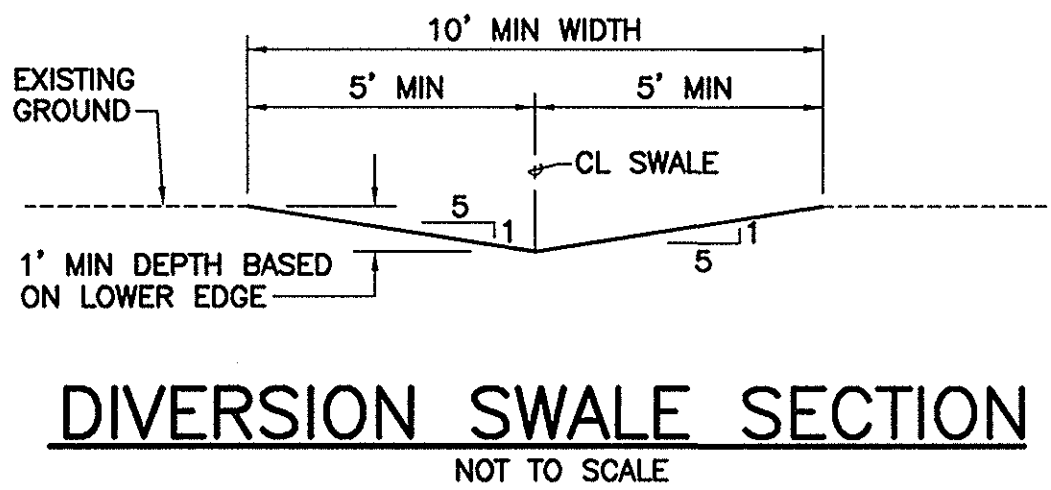 10' MIN WIDTH
EXISTING
GROUND
5' MIN
5' MIN
CL SWALE
5
1
1
5
1' MIN DEPTH BASED
ON LOWER EDGE
DIVERSION SWALE SECTION
NOT TO SCALE